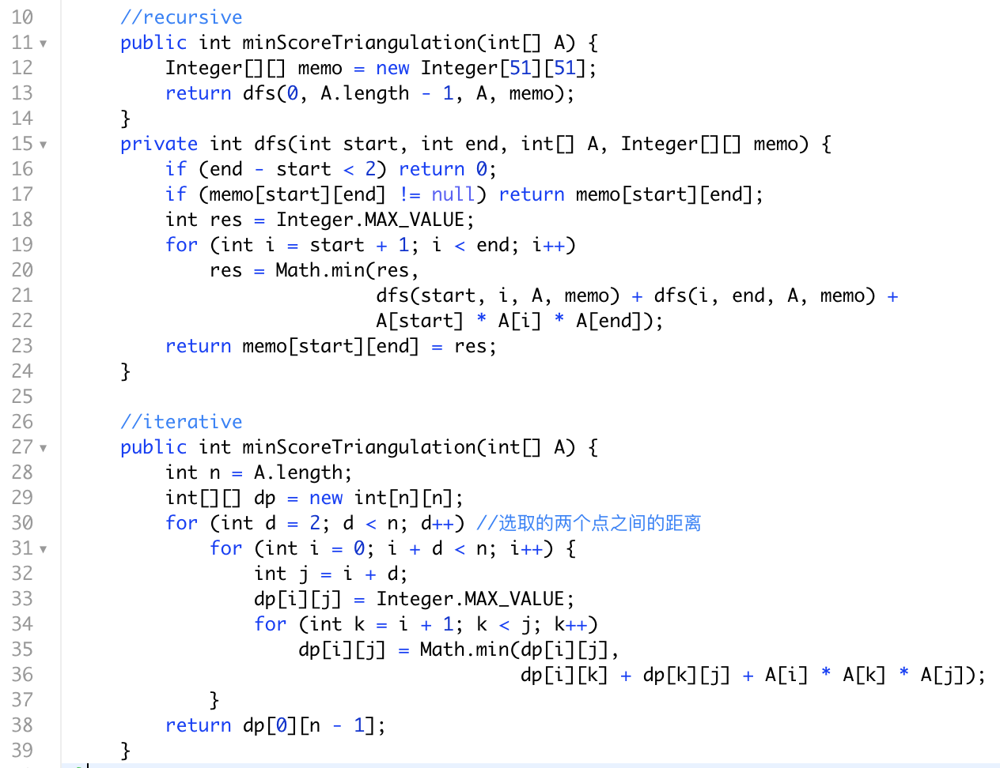 10 //recursive
11 public int minScoreTriangulation(int[] A) {
12 Integer[][] memo = new Integer[51][51];
13 return dfs(0, A.length - 1, A, memo);
14 }
15 private int dfs(int start, int end, int[] A, Integer[][] memo) {
16 if (end - start < 2) return 0;
17 if (memo[start][end] != null) return memo[start][end];
18 int res = Integer.MAX_VALUE;
19 for (int i = start + 1; i < end; i++)
20 res = Math.min(res,
21 dfs(start, i, A, memo) + dfs(i, end, A, memo) +
22 A[start] * A[i] * A[end]);
23 return memo[start][end] = res;
24 }
25
26 //iterative
27 public int minScoreTriangulation(int[] A) {
28 int n = A.length;
29 int[][] dp = new int[n][n];
30 for (int d = 2; d < n; d++) //选取的两个点之间的距离
31 for (int i = 0; i + d < n; i++) {
32 int j = i + d;
33 dp[i][j] = Integer.MAX_VALUE;
34 for (int k = i + 1; k < j; k++)
35 dp[i][j] = Math.min(dp[i][j],
36 dp[i][k] + dp[k][j] + A[i] * A[k] * A[j]);
37 }
38 return dp[0][n - 1];
39 }